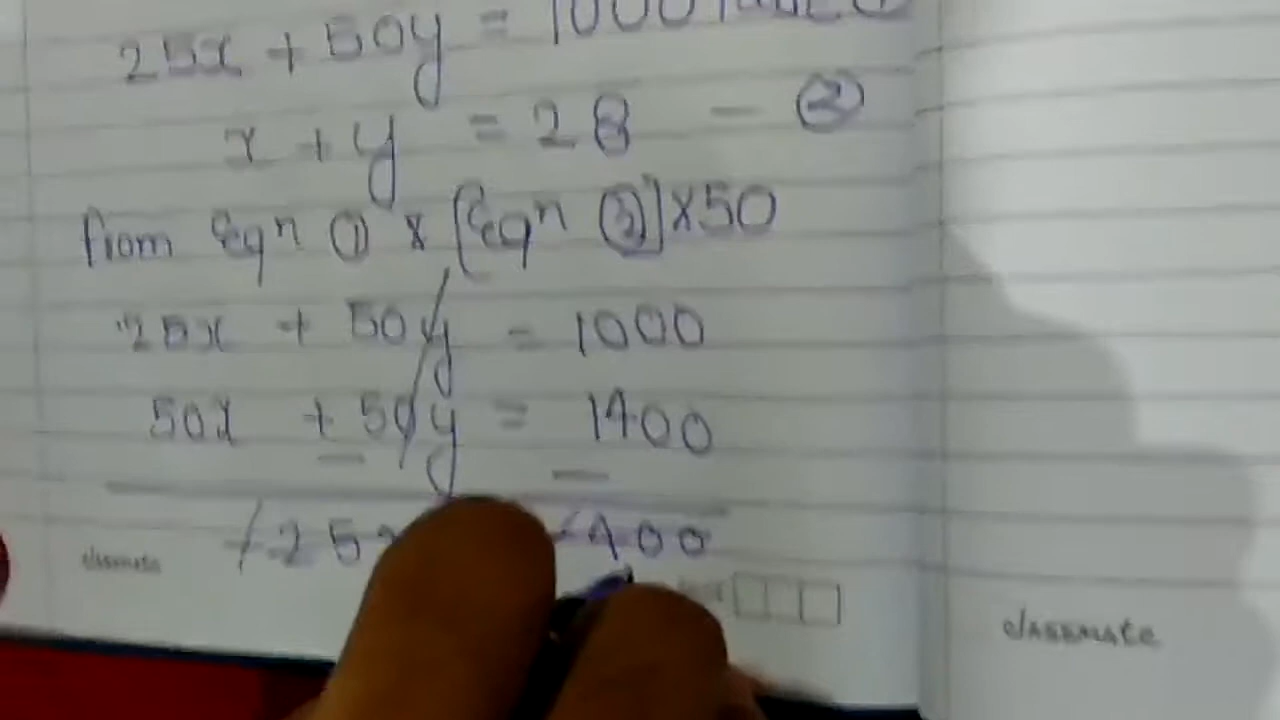 25x + 50y = 1000
x + y = 28 - ②
from Eqn ① & [Eqn ②] x 50
25x + 50y = 1000
50x + 50y = 1400
- -
-25x -400
classmate
classmate